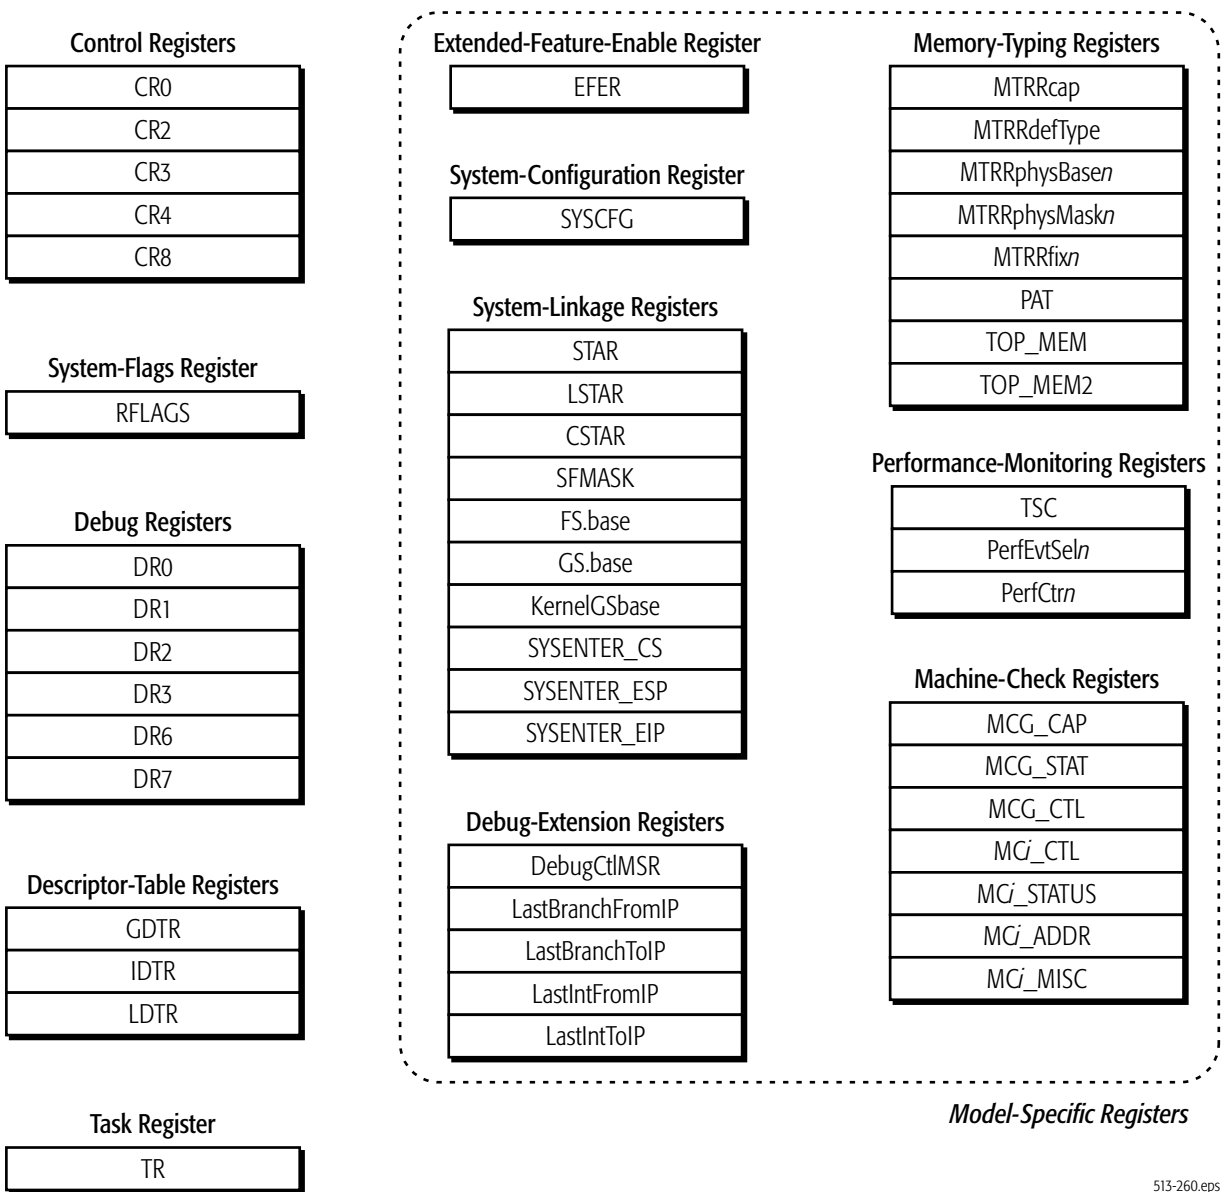 Control Registers
CR0
CR2
CR3
CR4
CR8
System-Flags Register
RFLAGS
Debug Registers
DR0
DR1
DR2
DR3
DR6
DR7
Descriptor-Table Registers
GDTR
IDTR
LDTR
Task Register
TR
Extended-Feature-Enable Register
EFER
System-Configuration Register
SYSCFG
System-Linkage Registers
STAR
LSTAR
CSTAR
SFMASK
FS.base
GS.base
KernelGSbase
SYSENTER_CS
SYSENTER_ESP
SYSENTER_EIP
Debug-Extension Registers
DebugCtlMSR
LastBranchFromIP
LastBranchToIP
LastIntFromIP
LastIntToIP
Memory-Typing Registers
MTRRcap
MTRRdefType
MTRRphysBasen
MTRRphysMaskn
MTRRfixn
PAT
TOP_MEM
TOP_MEM2
Performance-Monitoring Registers
TSC
PerfEvtSeln
PerfCtrn
Machine-Check Registers
MCG_CAP
MCG_STAT
MCG_CTL
MCi_CTL
MCi_STATUS
MCi_ADDR
MCi_MISC
Model-Specific Registers
513-260.eps